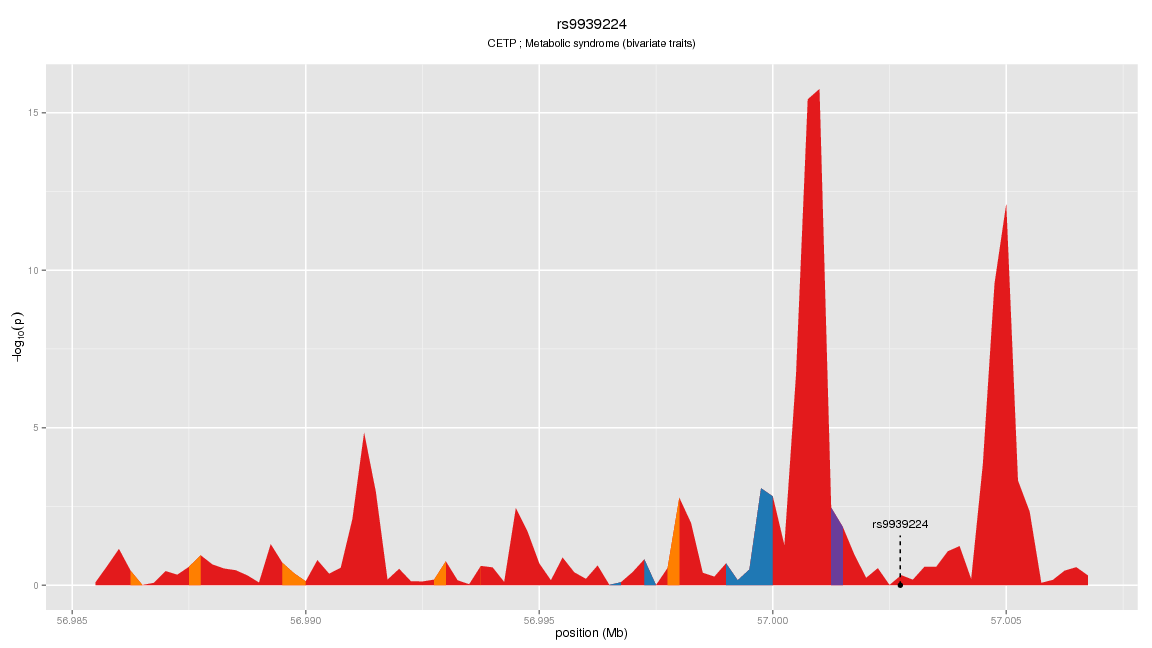 rs9939224
CETP ; Metabolic syndrome (bivariate traits)
15
10
5
0
−log10(p)
rs9939224
56.985
56.990
56.995
57.000
57.005
position (Mb)